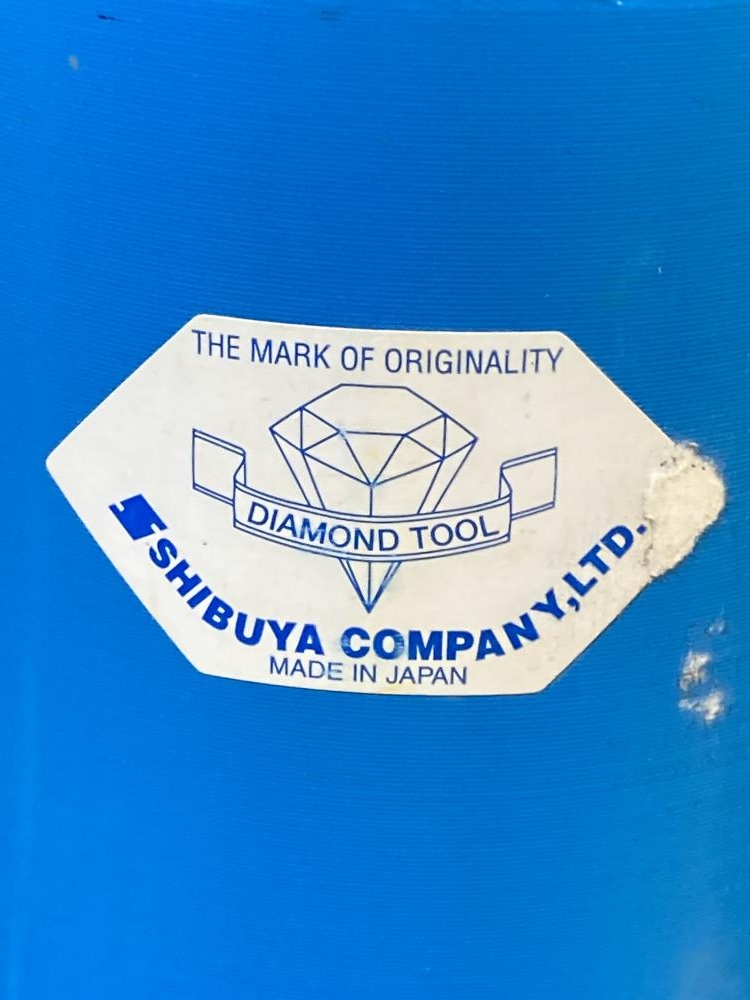 THE MARK OF ORIGINALITY
DIAMOND TOOL
SHIBUYA COMPANY,LTD.
MADE IN JAPAN